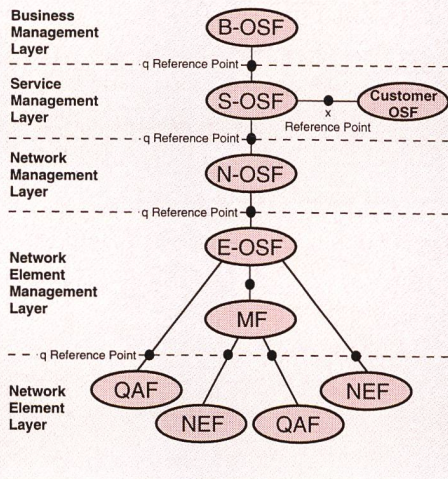 Business
Management
Layer
B-OSF
q Reference Point
Service
Management
Layer
S-OSF
Customer
OSF
x
Reference Point
q Reference Point
Network
Management
Layer
N-OSF
q Reference Point
E-OSF
Network
Element
Management
Layer
MF
q Reference Point
QAF
NEF
Network
Element
Layer
NEF
QAF